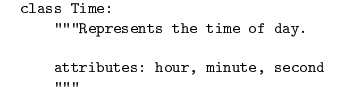 class Time:
    """Represents the time of day.

    attributes: hour, minute, second
    """